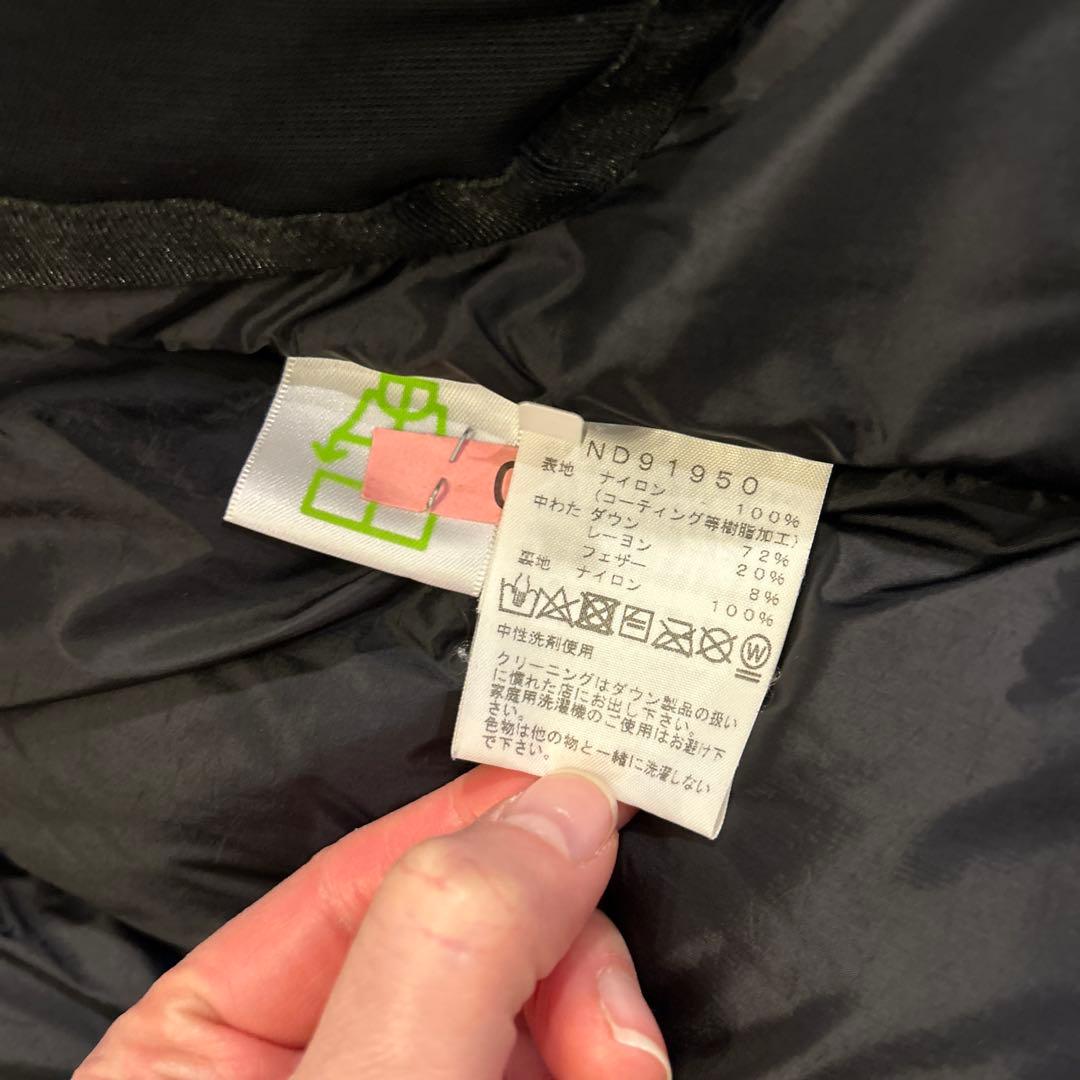 ND91950
表地 ナイロン 100%
(コーティング等樹脂加工)
中わた ダウン 72%
レーヨン 20%
フェザー 8%
裏地 ナイロン 100%
W
中性洗剤使用
クリーニングはダウン製品の扱い
に慣れた店にお出し下さい。
家庭用洗濯機のご使用はお避け下
さい。
色物は他の物と一緒に洗濯しない
で下さい。